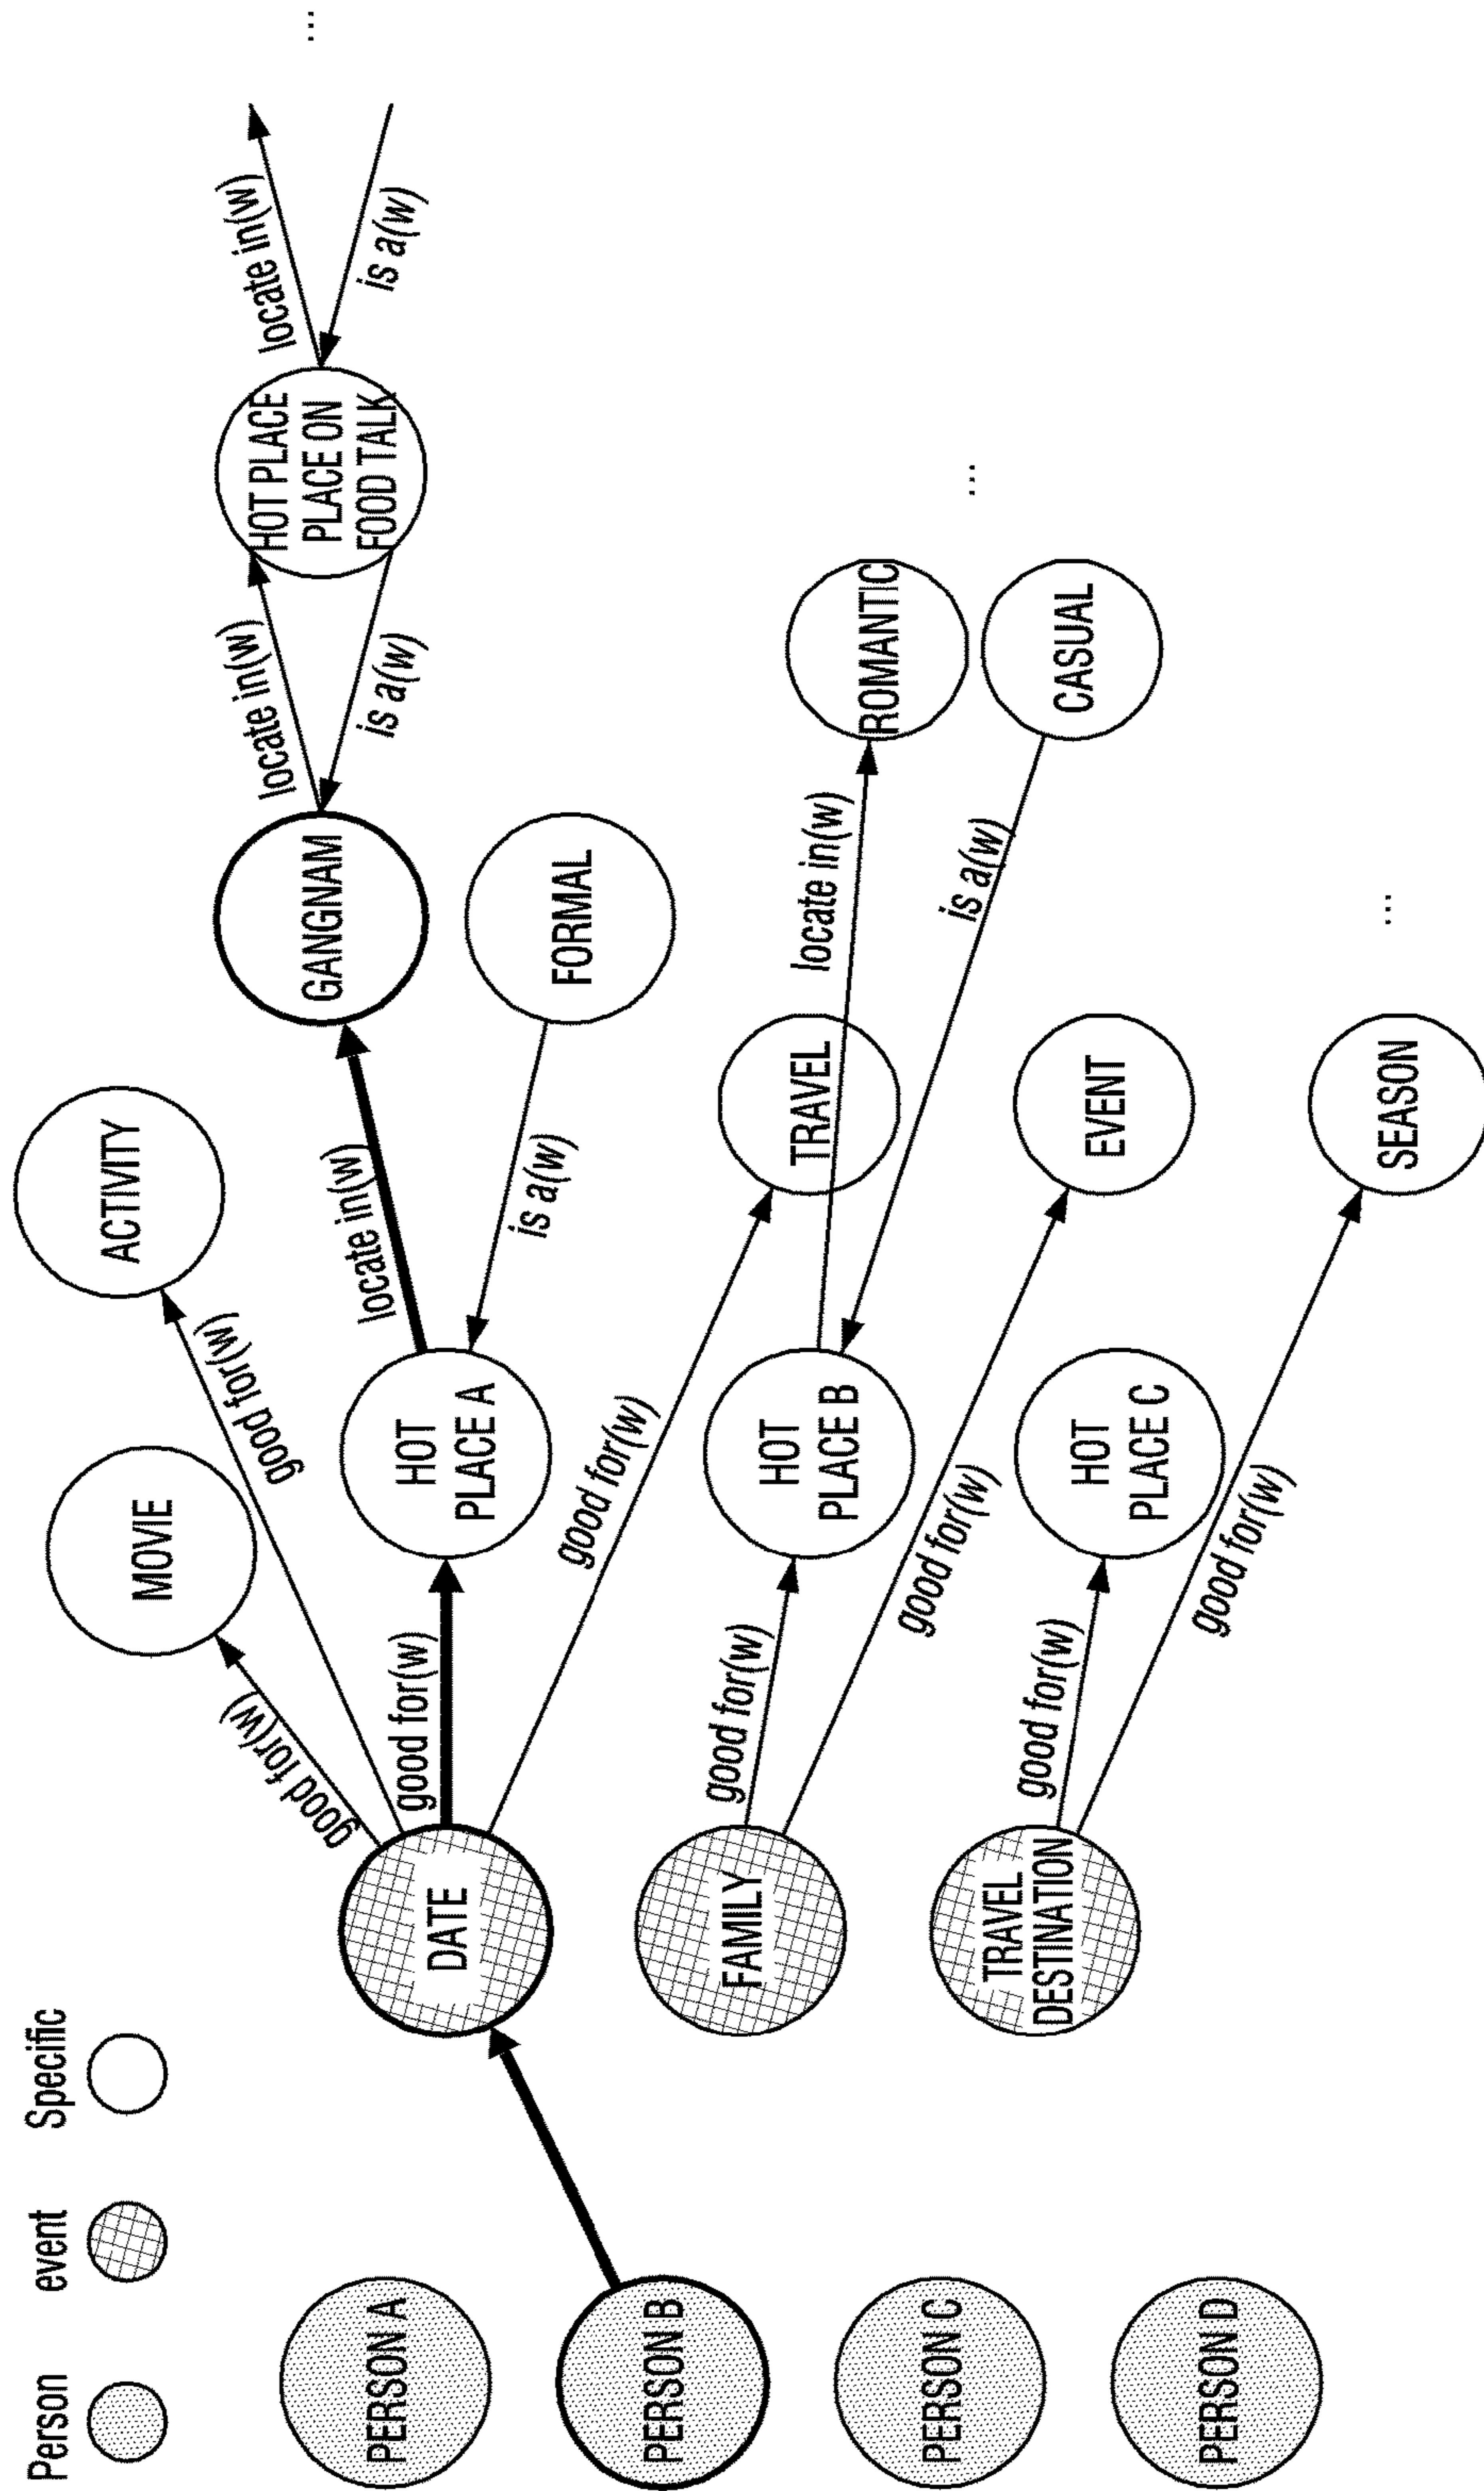 Person
event
Specific
PERSON A
PERSON B
PERSON C
PERSON D
DATE
FAMILY
TRAVEL
DESTINATION
good for(w)
good for(w)
good for(w)
good for(w)
good for(w)
good for(w)
good for(w)
good for(w)
MOVIE
ACTIVITY
HOT
PLACE A
HOT
PLACE B
HOT
PLACE C
locate in(w)
is a(w)
TRAVEL
EVENT
SEASON
GANGNAM
FORMAL
locate in(w)
is a(w)
ROMANTIC
CASUAL
locate in(w)
is a(w)
HOT PLACE
PLACE ON
FOOD TALK
locate in(w)
is a(w)
...
...
...